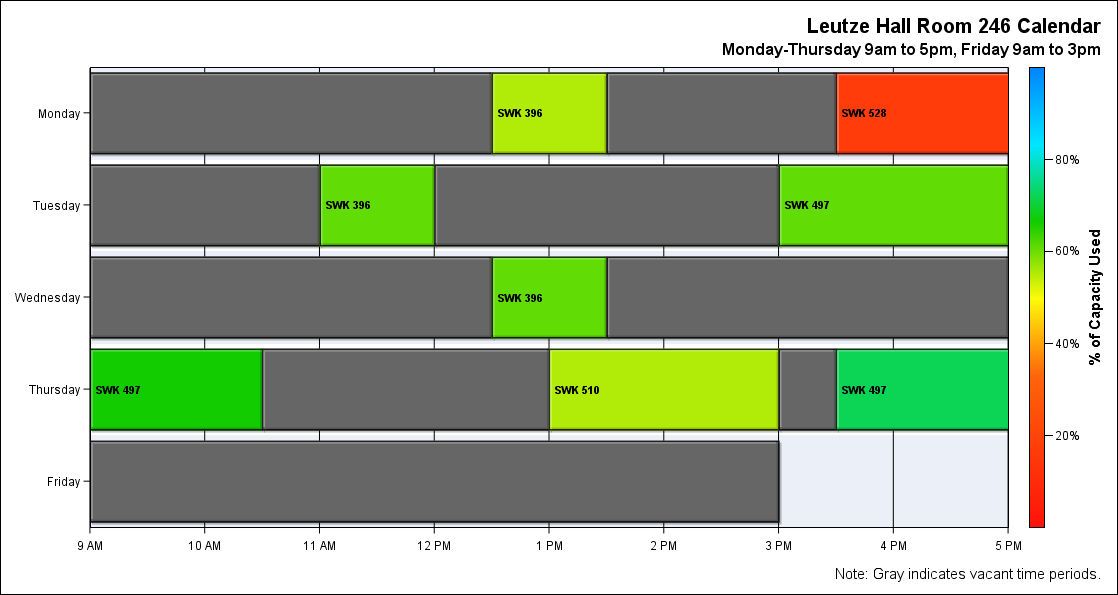 Leutze Hall Room 246 Calendar
Monday-Thursday 9am to 5pm, Friday 9am to 3pm
Monday
SWK 396
SWK 528
Tuesday
SWK 396
SWK 497
Wednesday
SWK 396
Thursday
SWK 497
SWK 510
SWK 497
Friday
9 AM
10 AM
11 AM
12 PM
1 PM
2 PM
3 PM
4 PM
5 PM
80%
60%
40%
20%
% of Capacity Used
Note: Gray indicates vacant time periods.